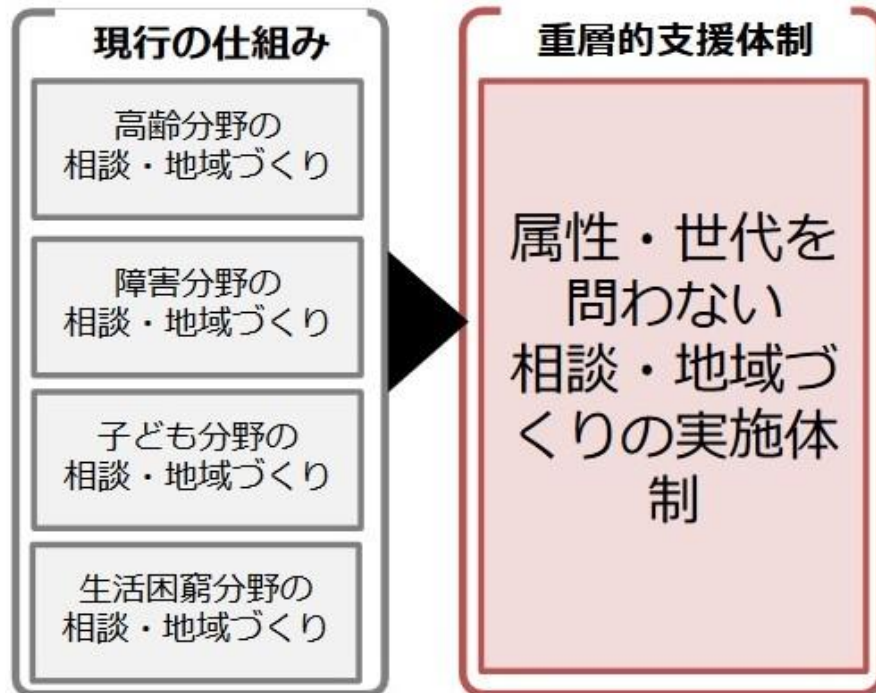 現行の仕組み
高齢分野の
相談・地域づくり
障害分野の
相談・地域づくり
子ども分野の
相談・地域づくり
生活困窮分野の
相談・地域づくり
重層的支援体制
属性・世代を
問わない
相談・地域づ
くりの実施体
制